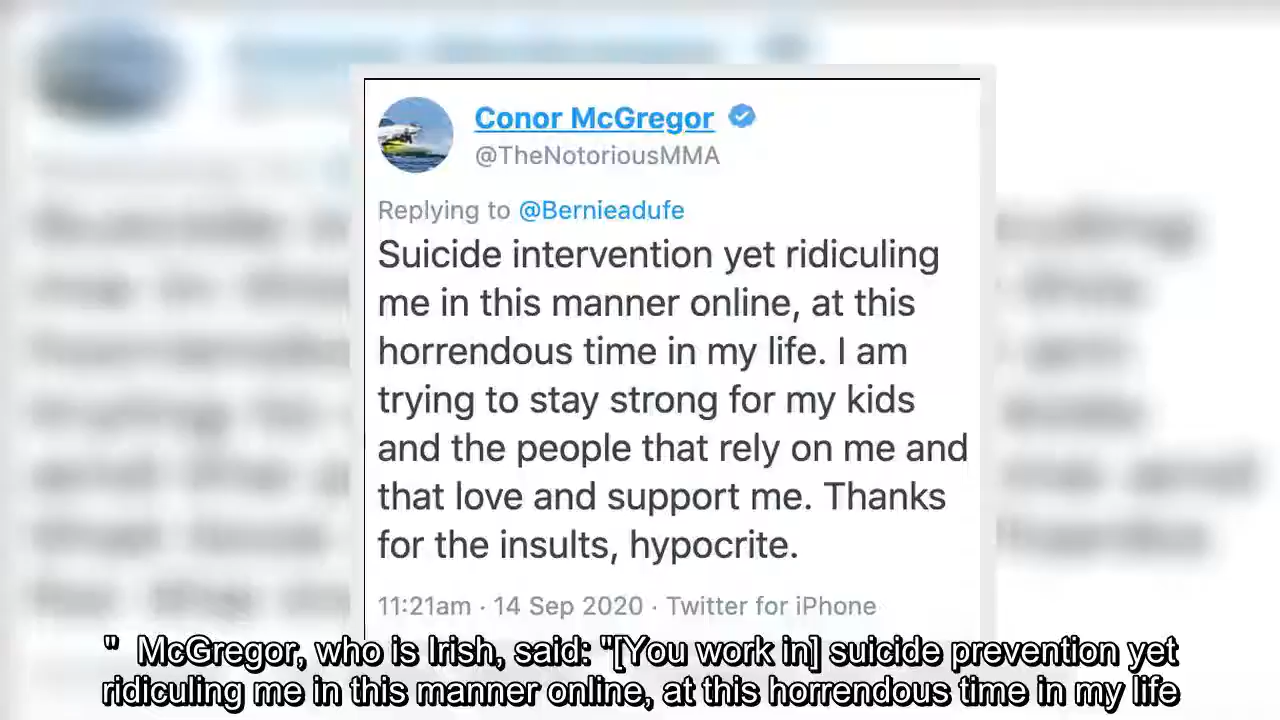 Conor McGregor
@TheNotoriousMMA
Replying to @Bernieadufe
Suicide intervention yet ridiculing
me in this manner online, at this
horrendous time in my life. I am
trying to stay strong for my kids
and the people that rely on me and
that love and support me. Thanks
for the insults, hypocrite.
11:21am · 14 Sep 2020 · Twitter for iPhone
"  McGregor, who is Irish, said: "[You work in] suicide prevention yet
ridiculing me in this manner online, at this horrendous time in my life